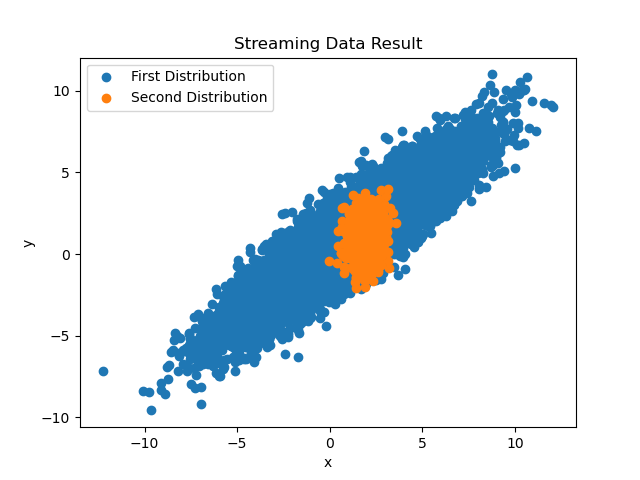 Streaming Data Result
First Distribution
Second Distribution
10
5
0
−5
−10
y
−10 −5 0 5 10
x